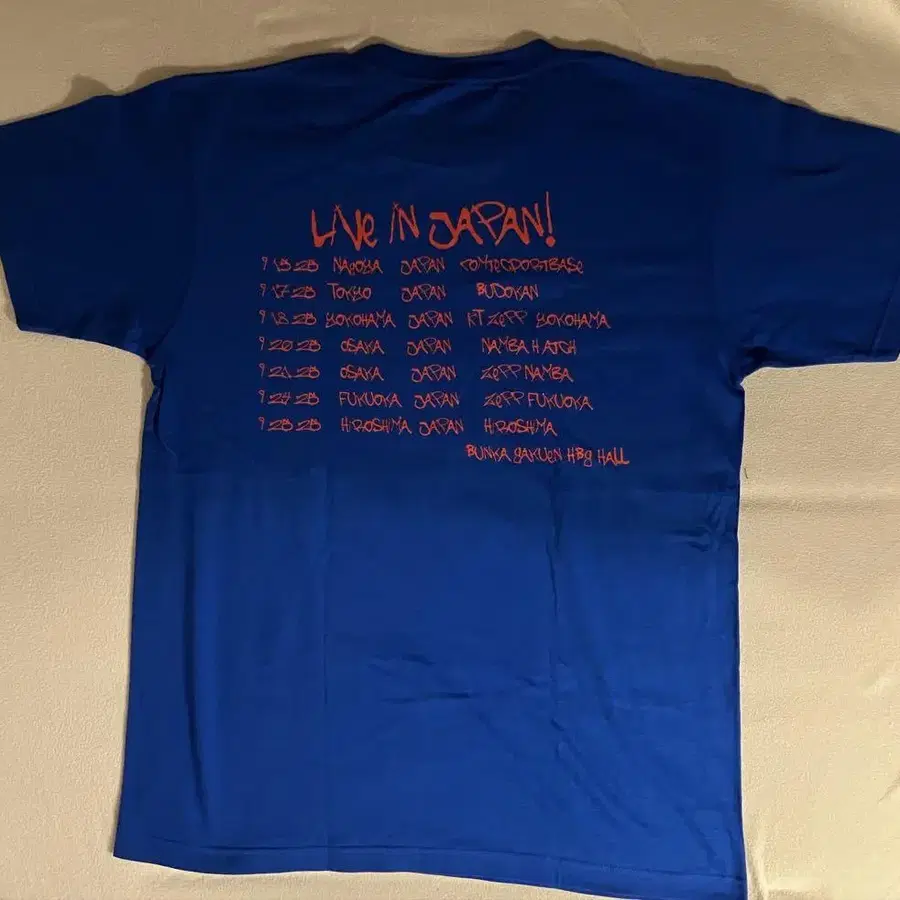 LiVe iN JAPAN!
9 15 23 NAgOYA JAPAN COMTECPORTBASe
9 17 23 TOKYO JAPAN BUDOKAN
9 18 23 YOKOHAMA JAPAN KT ZePP YOKOHAMA
9 20 23 OSAKA JAPAN NAMBA HATCH
9 21 23 OSAKA JAPAN ZePP NAMBA
9 24 23 FUKUOKA JAPAN ZePP FUKUOKA
9 25 23 HiROSHiMA JAPAN HiROSHiMA
BUNKA gAKUeN HBg HALL